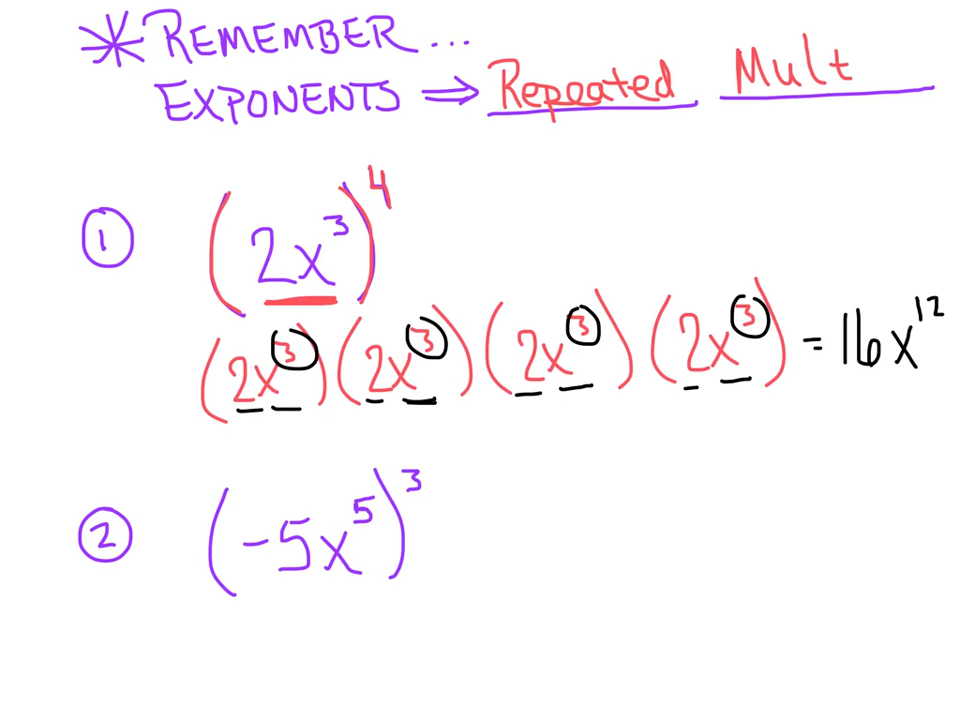 * REMEMBER...
EXPONENTS ⇒ Repeated Mult
① (2x³)⁴
(2x³)(2x³)(2x³)(2x³) = 16x¹²
② (-5x⁵)³